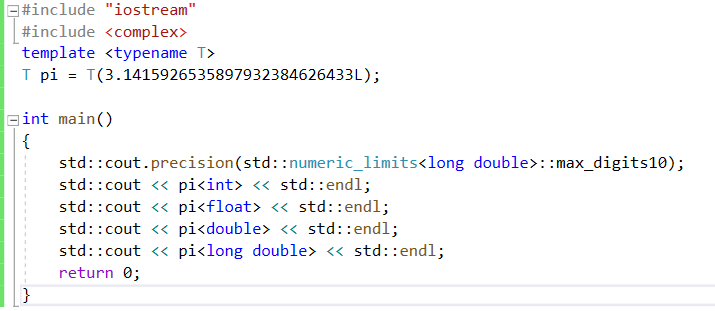 #include "iostream"
#include <complex>
template <typename T>
T pi = T(3.1415926535897932384626433L);
int main()
{
std::cout.precision(std::numeric_limits<long double>::max_digits10);
std::cout << pi<int> << std::endl;
std::cout << pi<float> << std::endl;
std::cout << pi<double> << std::endl;
std::cout << pi<long double> << std::endl;
return 0;
}